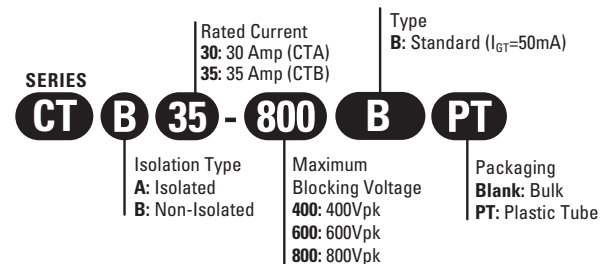 Rated Current
30: 30 Amp (CTA)
35: 35 Amp (CTB)
Type
B: Standard (IGT=50mA)
SERIES
CT B 35 - 800 B PT
Isolation Type
A: Isolated
B: Non-Isolated
Maximum
Blocking Voltage
400: 400Vpk
600: 600Vpk
800: 800Vpk
Packaging
Blank: Bulk
PT: Plastic Tube